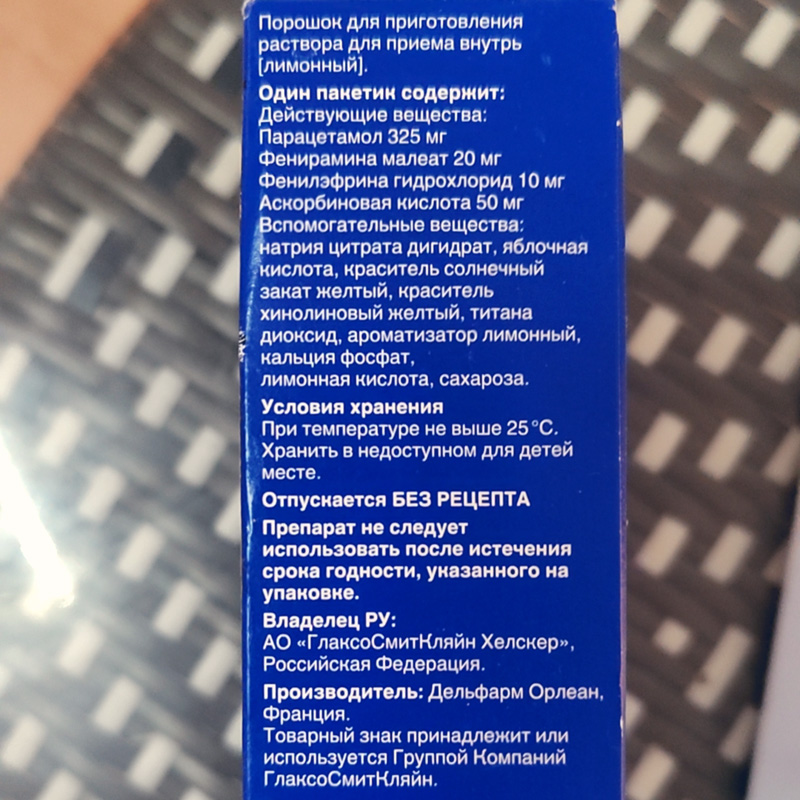 Порошок для приготовления
раствора для приема внутрь
[лимонный].
Один пакетик содержит:
Действующие вещества:
Парацетамол 325 мг
Фенирамина малеат 20 мг
Фенилэфрина гидрохлорид 10 мг
Аскорбиновая кислота 50 мг
Вспомогательные вещества:
натрия цитрата дигидрат, яблочная
кислота, краситель солнечный
закат желтый, краситель
хинолиновый желтый, титана
диоксид, ароматизатор лимонный,
кальция фосфат,
лимонная кислота, сахароза.
Условия хранения
При температуре не выше 25 °С.
Хранить в недоступном для детей
месте.
Отпускается БЕЗ РЕЦЕПТА
Препарат не следует
использовать после истечения
срока годности, указанного на
упаковке.
Владелец РУ:
АО «ГлаксоСмитКляйн Хелскер»,
Российская Федерация.
Производитель: Дельфарм Орлеан,
Франция.
Товарный знак принадлежит или
используется Группой Компаний
ГлаксоСмитКляйн.